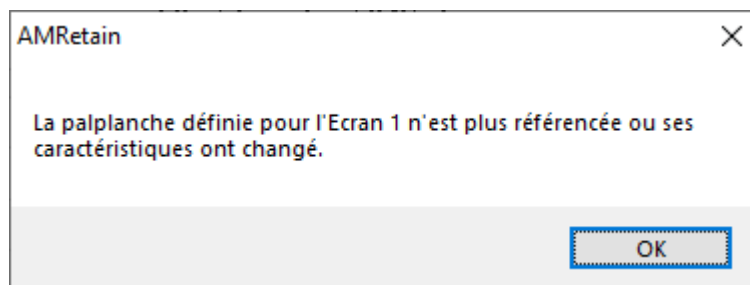 AMRetain
La palplanche définie pour l'Ecran 1 n'est plus référencée ou ses
caractéristiques ont changé.
OK